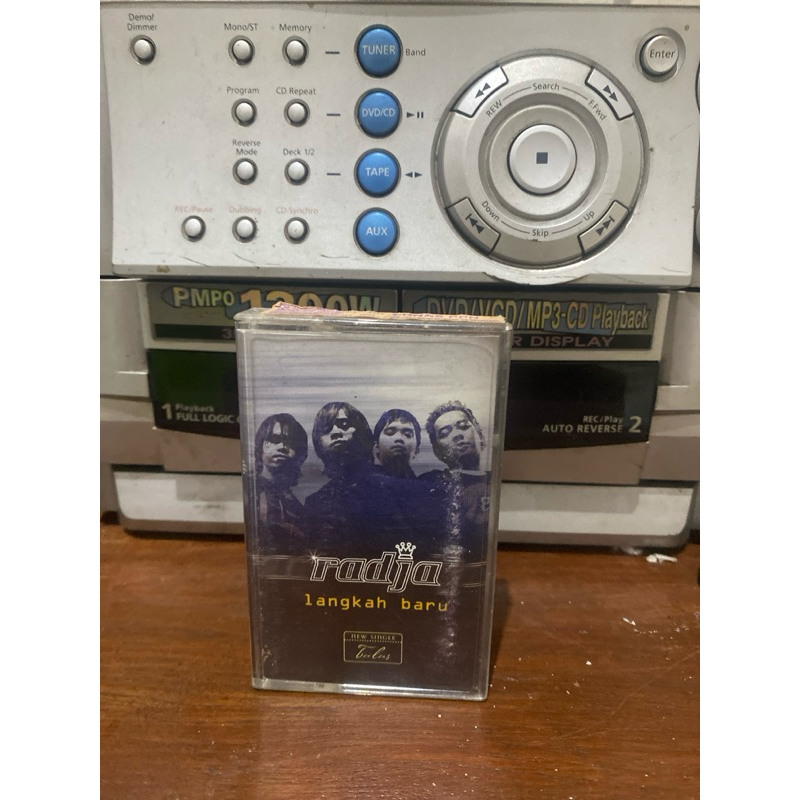 Demo/
Dimmer
Mono/ST
Memory
TUNER
Band
Enter
Program
CD Repeat
DVD/CD
Search
REW
F.Fwd
Reverse
Mode
Deck 1/2
TAPE
REC/Pause
Dubbing
CD Synchro
AUX
Down
Skip
Up
PMPO 1200W
DVD/VCD/MP3-CD Playback
DISPLAY
1 Playback
FULL LOGIC
REC/Play
AUTO REVERSE 2
radja
langkah baru
NEW SINGLE
Tulus